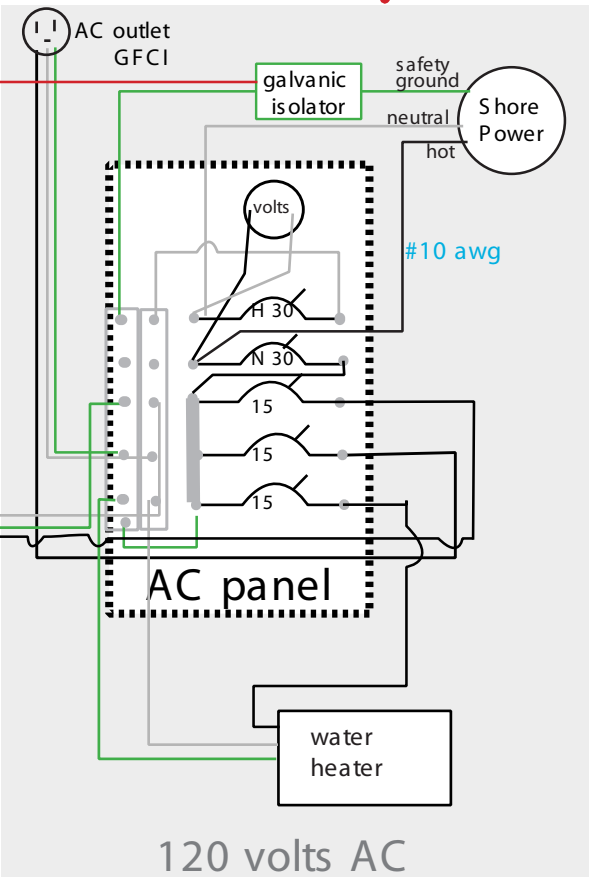 AC outlet
GFCI
galvanic
isolator
safety
ground
neutral
hot
Shore
Power
volts
#10 awg
H 30
N 30
15
15
15
AC panel
water
heater
120 volts AC